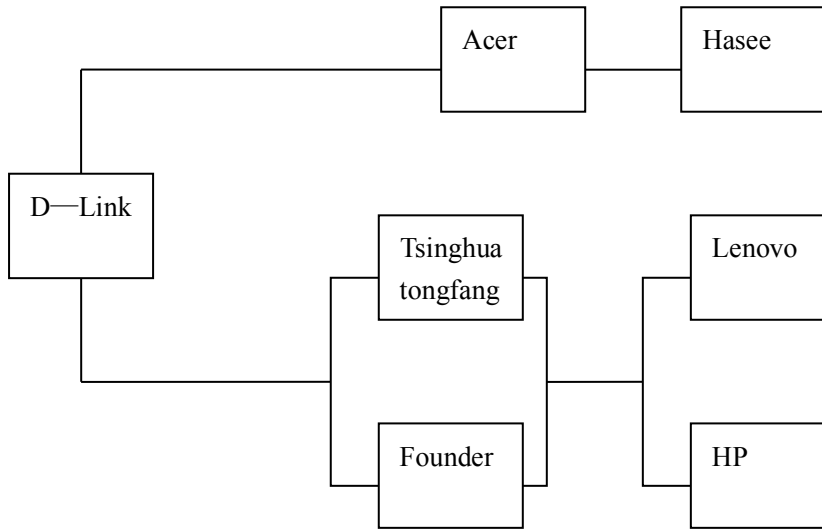 Acer
Hasee
D—Link
Tsinghua
tongfang
Lenovo
Founder
HP